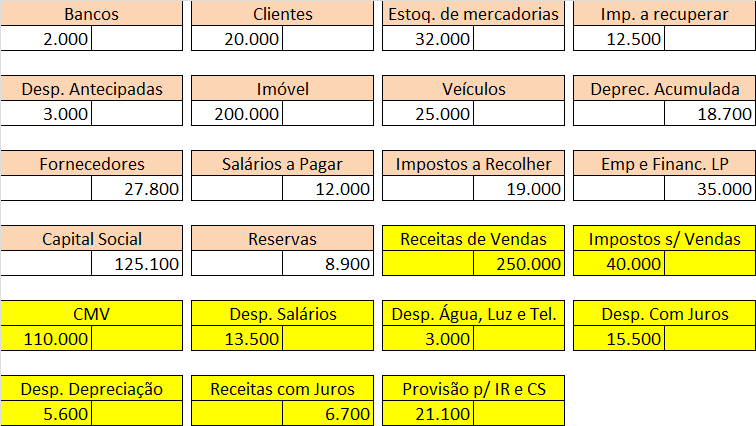 Bancos Clientes Estoq. de mercadorias Imp. a recuperar
2.000 20.000 32.000 12.500
Desp. Antecipadas Imóvel Veículos Deprec. Acumulada
3.000 200.000 25.000 18.700
Fornecedores Salários a Pagar Impostos a Recolher Emp e Financ. LP
27.800 12.000 19.000 35.000
Capital Social Reservas Receitas de Vendas Impostos s/ Vendas
125.100 8.900 250.000 40.000
CMV Desp. Salários Desp. Água, Luz e Tel. Desp. Com Juros
110.000 13.500 3.000 15.500
Desp. Depreciação Receitas com Juros Provisão p/ IR e CS
5.600 6.700 21.100